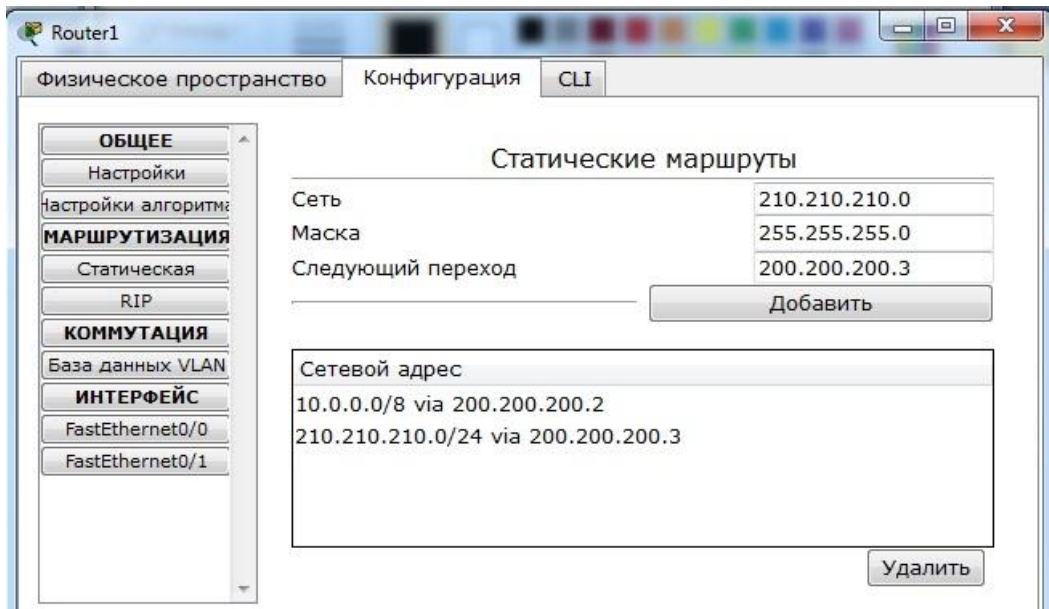 Router1
Физическое пространство
Конфигурация
CLI
ОБЩЕЕ
Настройки
Настройки алгоритма
МАРШРУТИЗАЦИЯ
Статическая
RIP
КОММУТАЦИЯ
База данных VLAN
ИНТЕРФЕЙС
FastEthernet0/0
FastEthernet0/1
Статические маршруты
Сеть 210.210.210.0
Маска 255.255.255.0
Следующий переход 200.200.200.3
Добавить
Сетевой адрес
10.0.0.0/8 via 200.200.200.2
210.210.210.0/24 via 200.200.200.3
Удалить